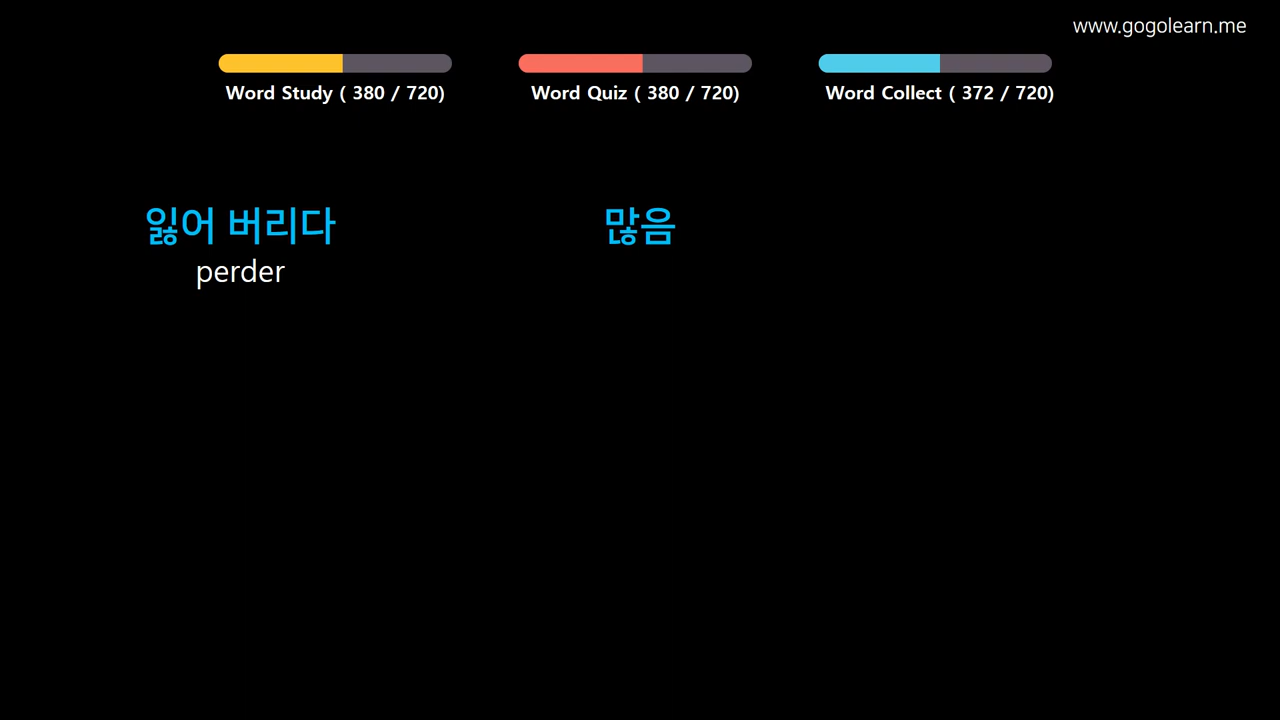 www.gogolearn.me
Word Study ( 380 / 720)
Word Quiz ( 380 / 720)
Word Collect ( 372 / 720)
잃어 버리다
perder
많음